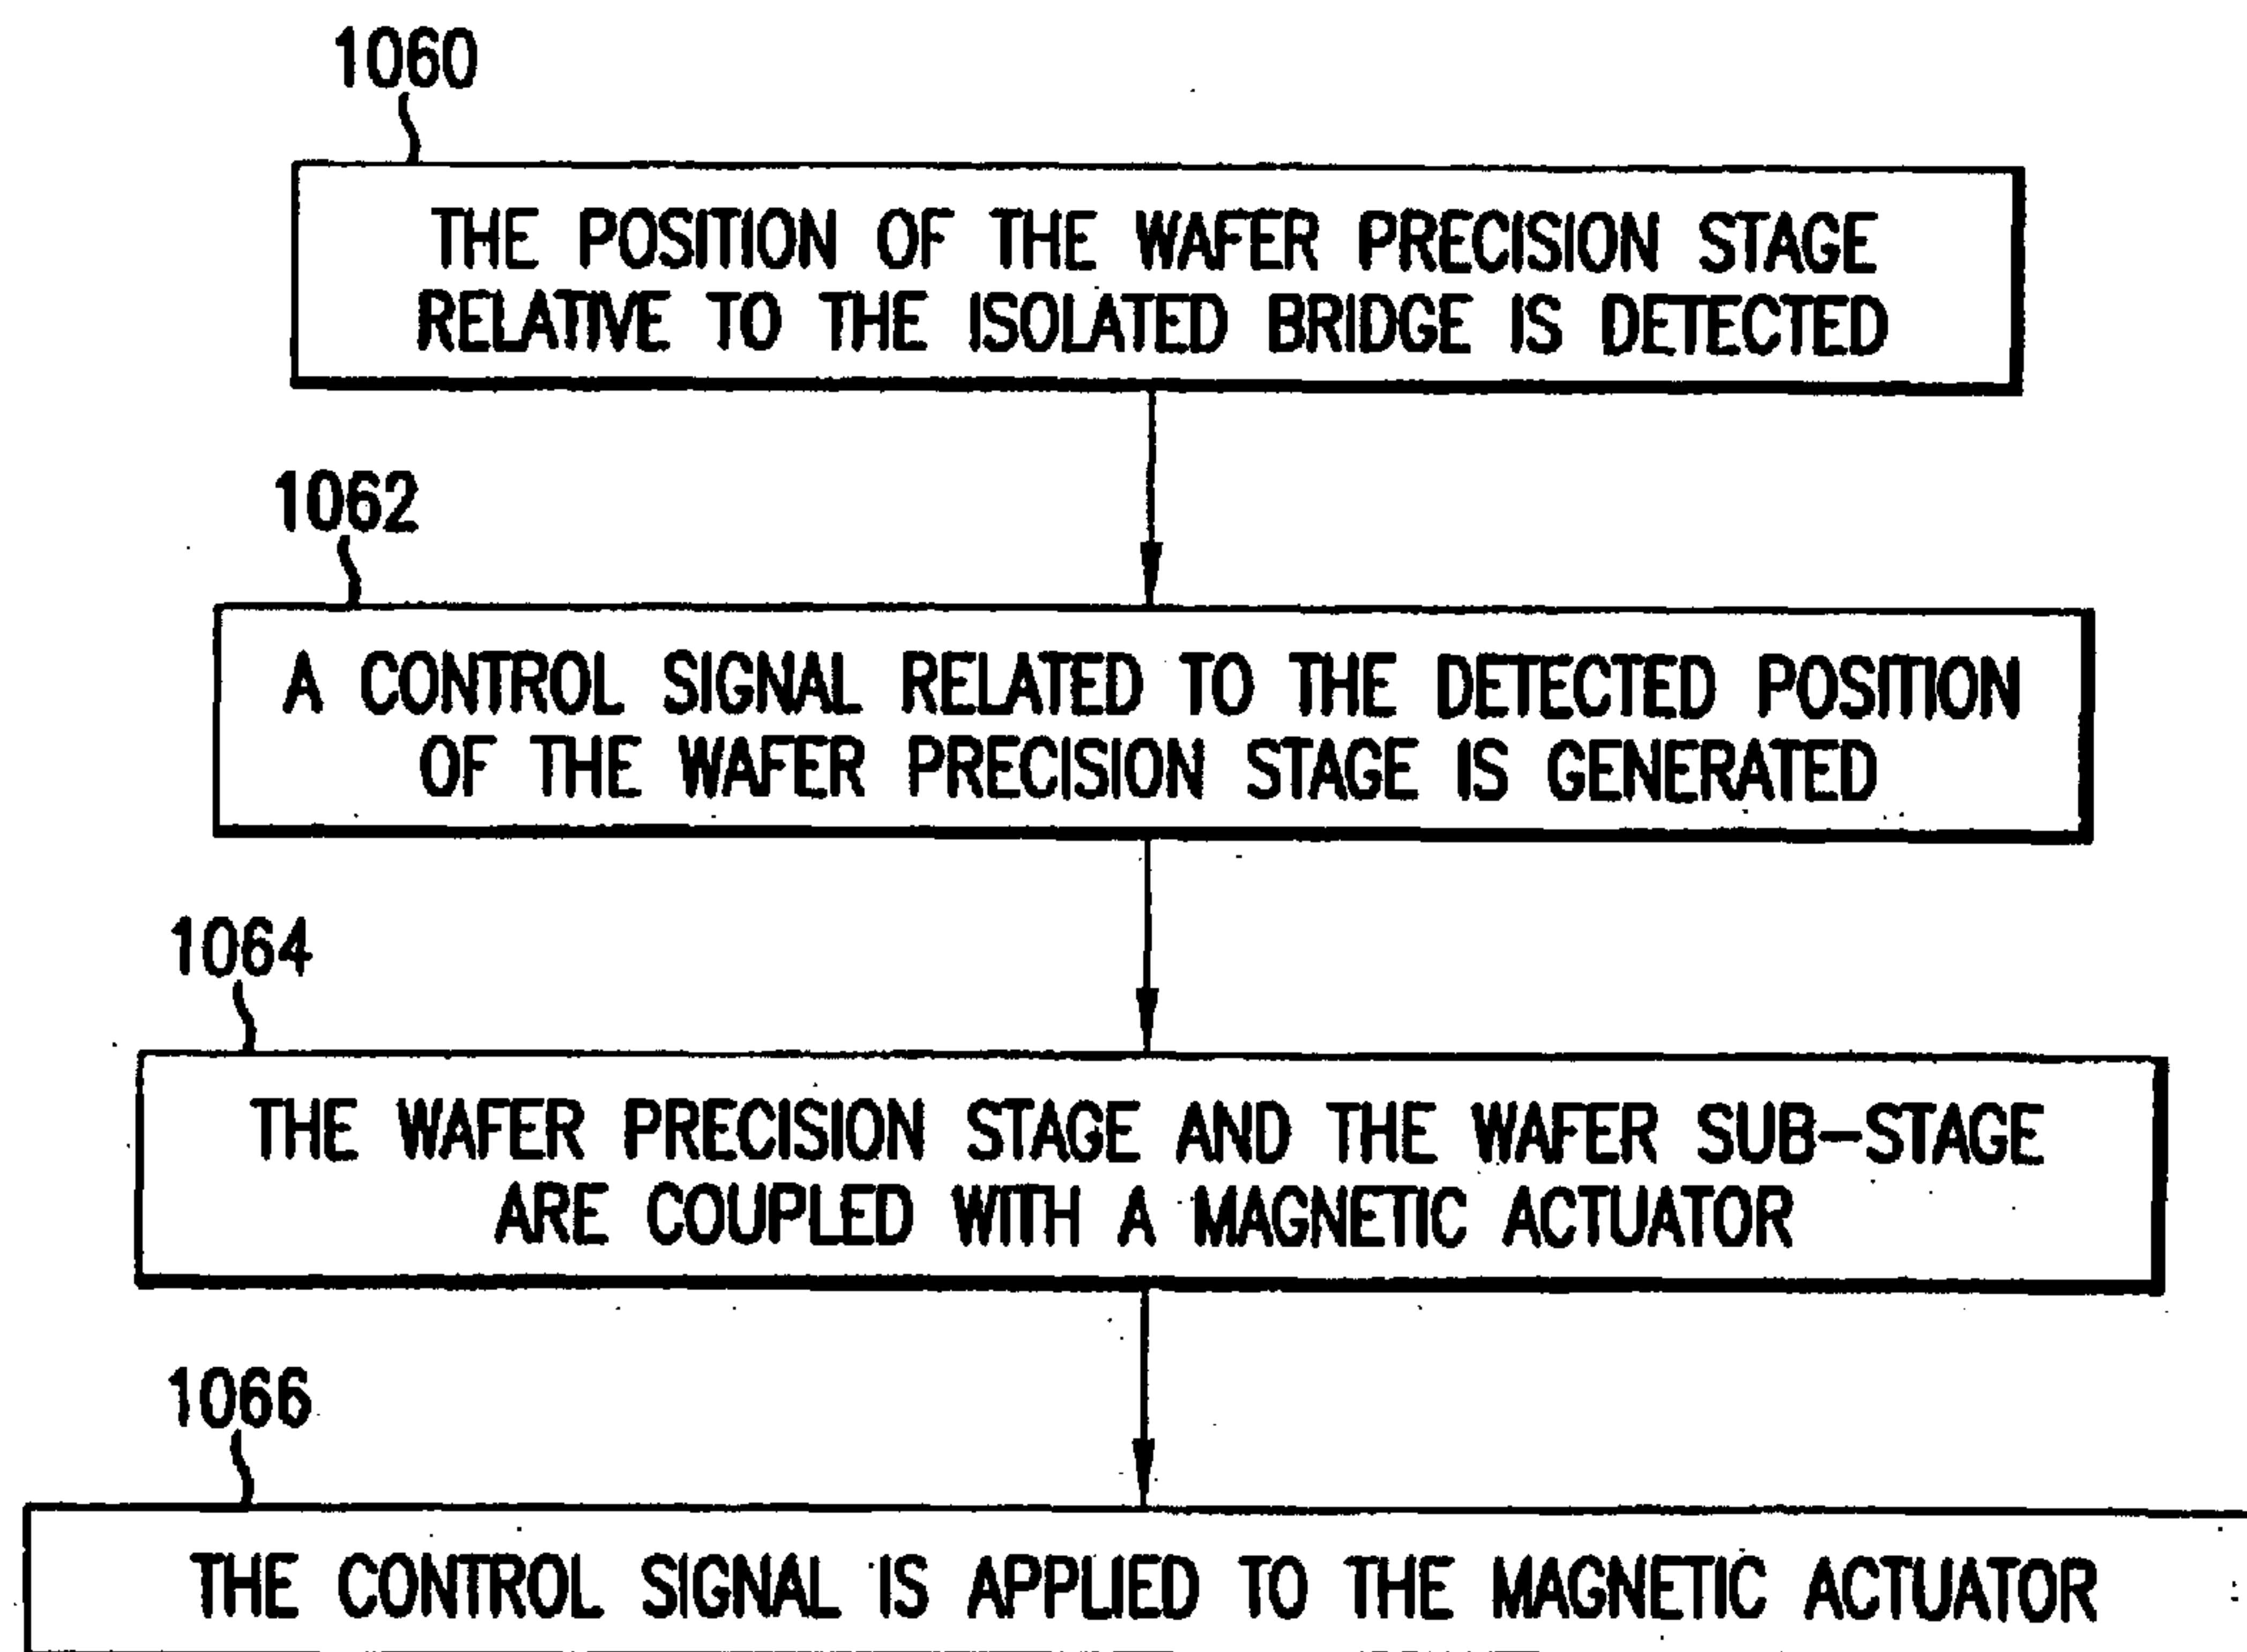 1060
THE POSITION OF THE WAFER PRECISION STAGE
RELATIVE TO THE ISOLATED BRIDGE IS DETECTED
1062
A CONTROL SIGNAL RELATED TO THE DETECTED POSITION
OF THE WAFER PRECISION STAGE IS GENERATED
1064
THE WAFER PRECISION STAGE AND THE WAFER SUB-STAGE
ARE COUPLED WITH A MAGNETIC ACTUATOR
1066
THE CONTROL SIGNAL IS APPLIED TO THE MAGNETIC ACTUATOR